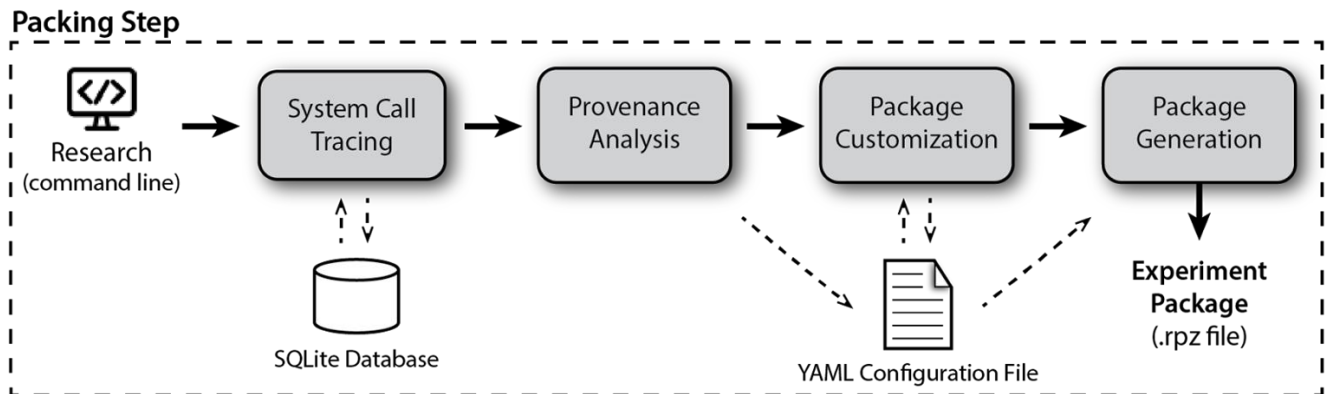 Packing Step
</>
Research
(command line)
System Call
Tracing
Provenance
Analysis
Package
Customization
Package
Generation
SQLite Database
YAML Configuration File
Experiment
Package
(.rpz file)